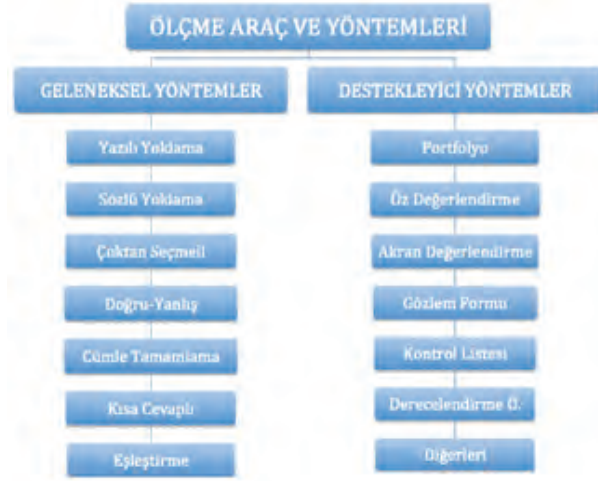 ÖLÇME ARAÇ VE YÖNTEMLERİ
GELENEKSEL YÖNTEMLER
Yazılı Yoklama
Sözlü Yoklama
Çoktan Seçmeli
Doğru-Yanlış
Cümle Tamamlama
Kısa Cevaplı
Eşleştirme
DESTEKLEYİCİ YÖNTEMLER
Portfolyo
Öz Değerlendirme
Akran Değerlendirme
Gözlem Formu
Kontrol Listesi
Derecelendirme Ö.
Diğerleri